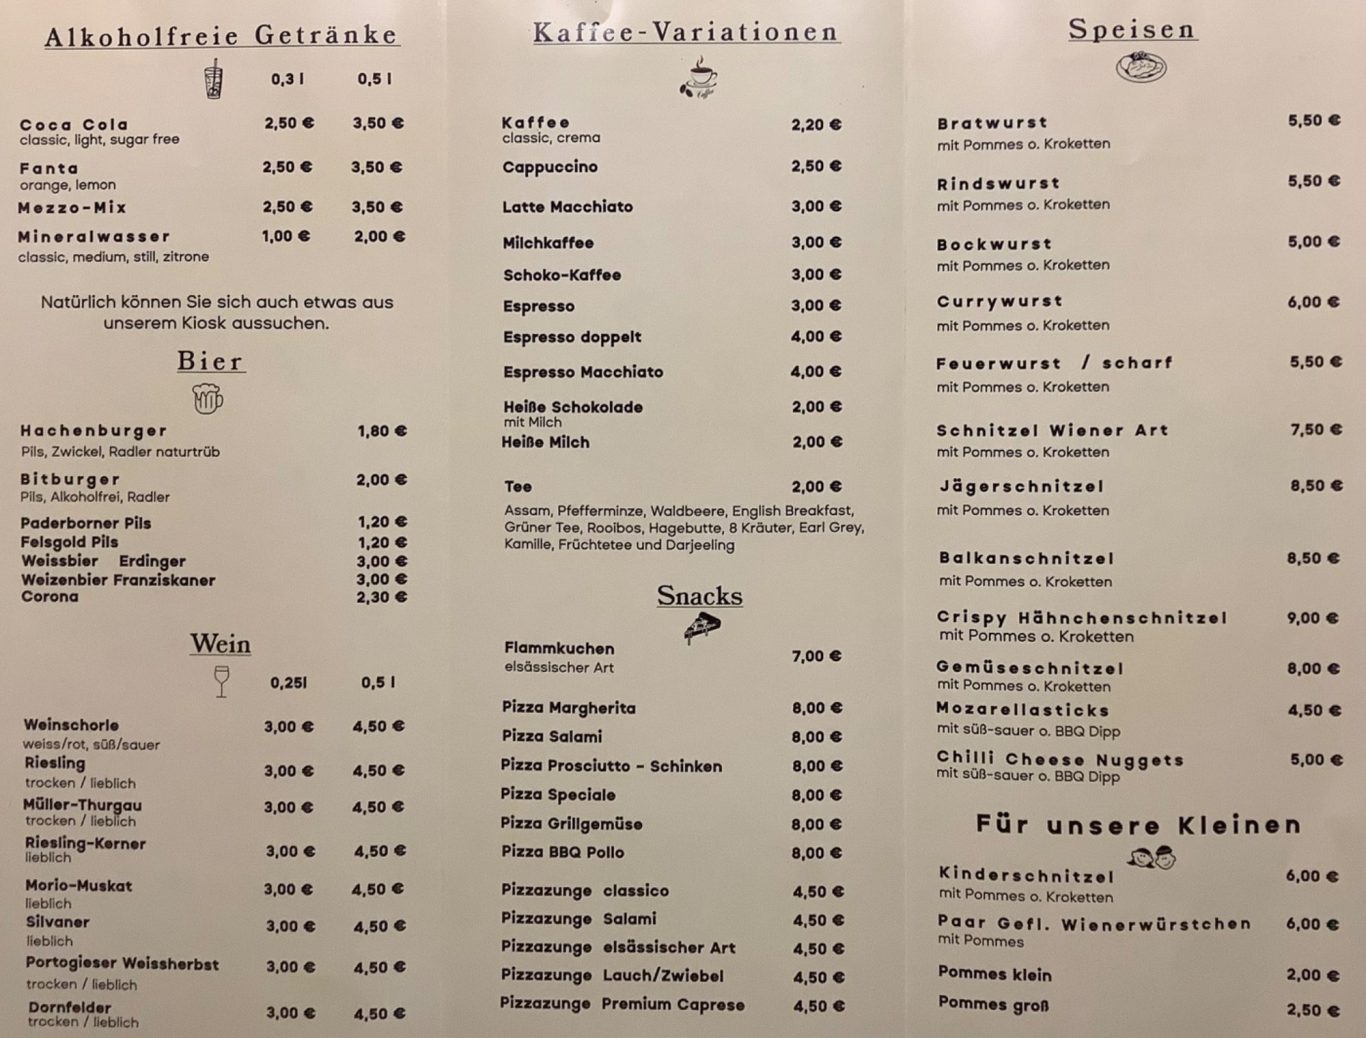 Alkoholfreie Getränke
0,3 l 0,5 l
Coca Cola 2,50 € 3,50 €
classic, light, sugar free
Fanta 2,50 € 3,50 €
orange, lemon
Mezzo-Mix 2,50 € 3,50 €
Mineralwasser 1,00 € 2,00 €
classic, medium, still, zitrone
Natürlich können Sie sich auch etwas aus
unserem Kiosk aussuchen.
Bier
Hachenburger 1,80 €
Pils, Zwickel, Radler naturtrüb
Bitburger 2,00 €
Pils, Alkoholfrei, Radler
Paderborner Pils 1,20 €
Felsgold Pils 1,20 €
Weissbier Erdinger 3,00 €
Weizenbier Franziskaner 3,00 €
Corona 2,30 €
Wein
0,25l 0,5 l
Weinschorle 3,00 € 4,50 €
weiss/rot, süß/sauer
Riesling 3,00 € 4,50 €
trocken / lieblich
Müller-Thurgau 3,00 € 4,50 €
trocken / lieblich
Riesling-Kerner 3,00 € 4,50 €
lieblich
Morio-Muskat 3,00 € 4,50 €
lieblich
Silvaner 3,00 € 4,50 €
lieblich
Portogieser Weissherbst 3,00 € 4,50 €
trocken / lieblich
Dornfelder 3,00 € 4,50 €
trocken / lieblich
Kaffee-Variationen
Coffee
Kaffee 2,20 €
classic, crema
Cappuccino 2,50 €
Latte Macchiato 3,00 €
Milchkaffee 3,00 €
Schoko-Kaffee 3,00 €
Espresso 3,00 €
Espresso doppelt 4,00 €
Espresso Macchiato 4,00 €
Heiße Schokolade 2,00 €
mit Milch
Heiße Milch 2,00 €
Tee 2,00 €
Assam, Pfefferminze, Waldbeere, English Breakfast,
Grüner Tee, Rooibos, Hagebutte, 8 Kräuter, Earl Grey,
Kamille, Früchtetee und Darjeeling
Snacks
Flammkuchen 7,00 €
elsässischer Art
Pizza Margherita 8,00 €
Pizza Salami 8,00 €
Pizza Prosciutto - Schinken 8,00 €
Pizza Speciale 8,00 €
Pizza Grillgemüse 8,00 €
Pizza BBQ Pollo 8,00 €
Pizzazunge classico 4,50 €
Pizzazunge Salami 4,50 €
Pizzazunge elsässischer Art 4,50 €
Pizzazunge Lauch/Zwiebel 4,50 €
Pizzazunge Premium Caprese 4,50 €
Speisen
Bratwurst 5,50 €
mit Pommes o. Kroketten
Rindswurst 5,50 €
mit Pommes o. Kroketten
Bockwurst 5,00 €
mit Pommes o. Kroketten
Currywurst 6,00 €
mit Pommes o. Kroketten
Feuerwurst / scharf 5,50 €
mit Pommes o. Kroketten
Schnitzel Wiener Art 7,50 €
mit Pommes o. Kroketten
Jägerschnitzel 8,50 €
mit Pommes o. Kroketten
Balkanschnitzel 8,50 €
mit Pommes o. Kroketten
Crispy Hähnchenschnitzel 9,00 €
mit Pommes o. Kroketten
Gemüseschnitzel 8,00 €
mit Pommes o. Kroketten
Mozarellasticks 4,50 €
mit süß-sauer o. BBQ Dipp
Chilli Cheese Nuggets 5,00 €
mit süß-sauer o. BBQ Dipp
Für unsere Kleinen
Kinderschnitzel 6,00 €
mit Pommes o. Kroketten
Paar Gefl. Wienerwürstchen 6,00 €
mit Pommes
Pommes klein 2,00 €
Pommes groß 2,50 €